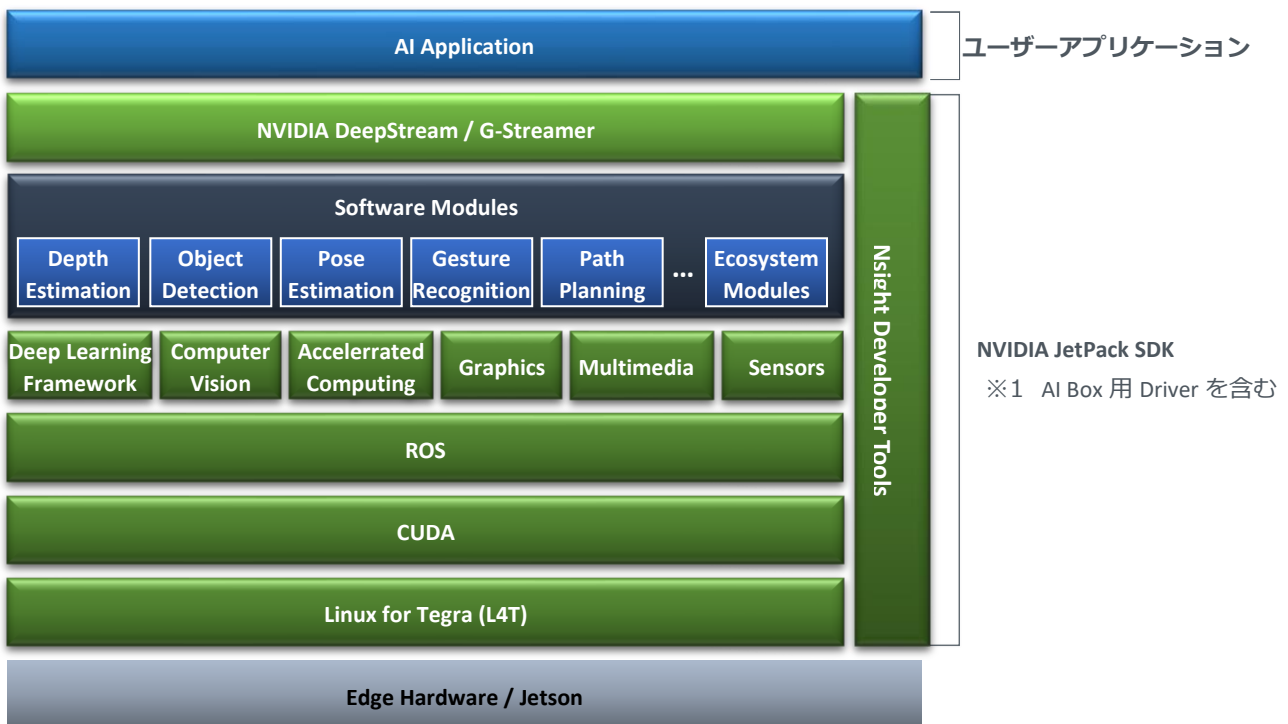 AI Application
ユーザーアプリケーション
NVIDIA DeepStream / G-Streamer
Software Modules
Depth
Estimation
Object
Detection
Pose
Estimation
Gesture
Recognition
Path
Planning
...
Ecosystem
Modules
Deep Learning
Framework
Computer
Vision
Accelerrated
Computing
Graphics
Multimedia
Sensors
ROS
CUDA
Linux for Tegra (L4T)
Nsight Developer Tools
NVIDIA JetPack SDK
※1 AI Box 用 Driver を含む
Edge Hardware / Jetson